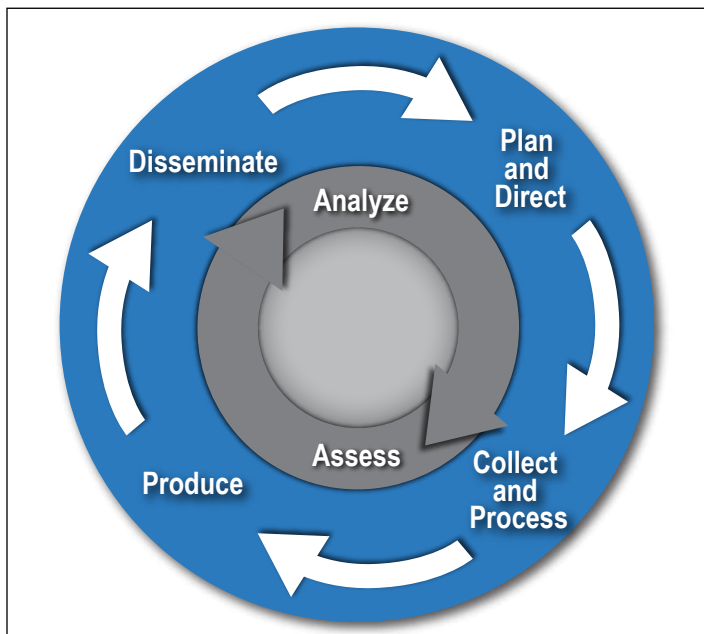 Plan
and
Direct
Disseminate
Analyze
Assess
Collect
and
Process
Produce